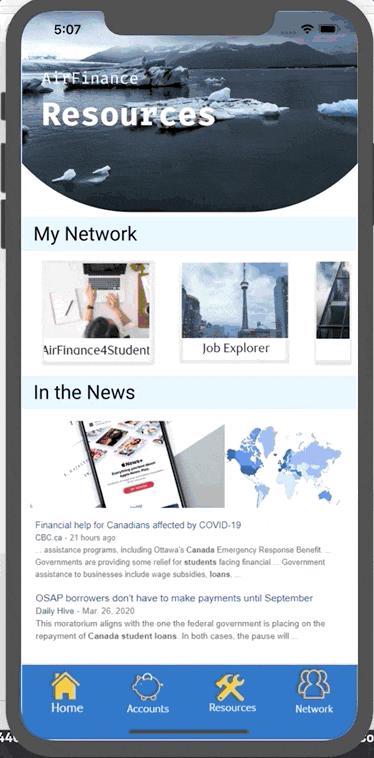 5:07
AirFinance
Resources
My Network
AirFinance4Student
Job Explorer
In the News
News+
Financial help for Canadians affected by COVID-19
CBC.ca - 21 hours ago
... assistance programs, including Ottawa's Canada Emergency Response Benefit. ...
Governments are providing some relief for students facing financial ... Government
assistance to businesses include wage subsidies, loans, ...
OSAP borrowers don't have to make payments until September
Daily Hive - Mar. 26, 2020
This moratorium aligns with the one the federal government is placing on the
repayment of Canada student loans. In both cases, the pause will ...
Home
Accounts
Resources
Network